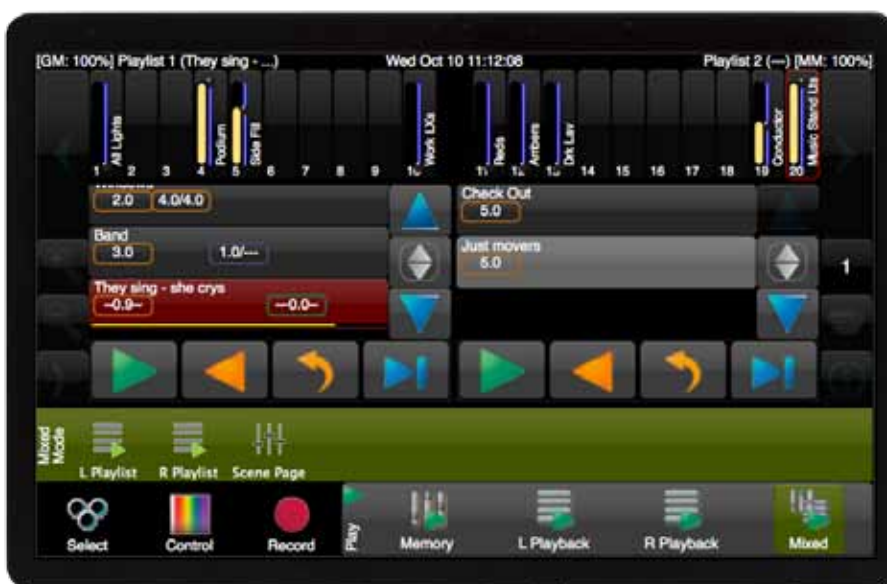 [GM: 100%] Playlist 1 (They sing - ...) Wed Oct 10 11:12:08 Playlist 2 (---) [MM: 100%]
All Lights Podium Side Fill Work LXs Reds Ambers Drk Lav Conductor Music Stand Lts
1 2 3 4 5 6 7 8 9 10 11 12 13 14 15 16 17 18 19 20
2.0 4.0/4.0
Check Out
5.0
Band
3.0 1.0/---
Just movers
5.0
1
They sing - she crys
~0.9~ ~0.0~
Mixed Mode
L Playlist R Playlist Scene Page
Select Control Record Play Memory L Playback R Playback Mixed